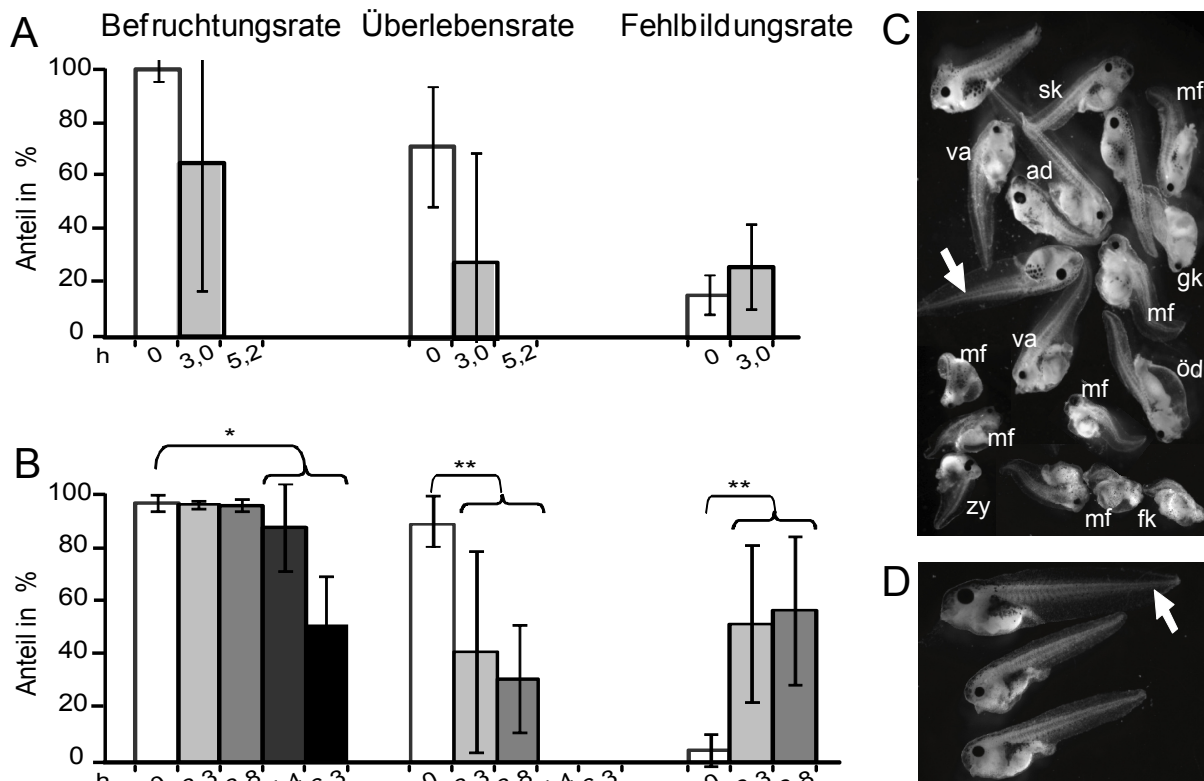 A
Befruchtungsrate Überlebensrate Fehlbildungsrate
Anteil in %
100
80
60
40
20
0
h 0 3,0 5,2
0 3,0 5,2
0 3,0
B
* ** **
Anteil in %
100
80
60
40
20
0
C
sk
mf
va
ad
gk
mf
va
mf
öd
mf
mf
zy
mf
fk
D